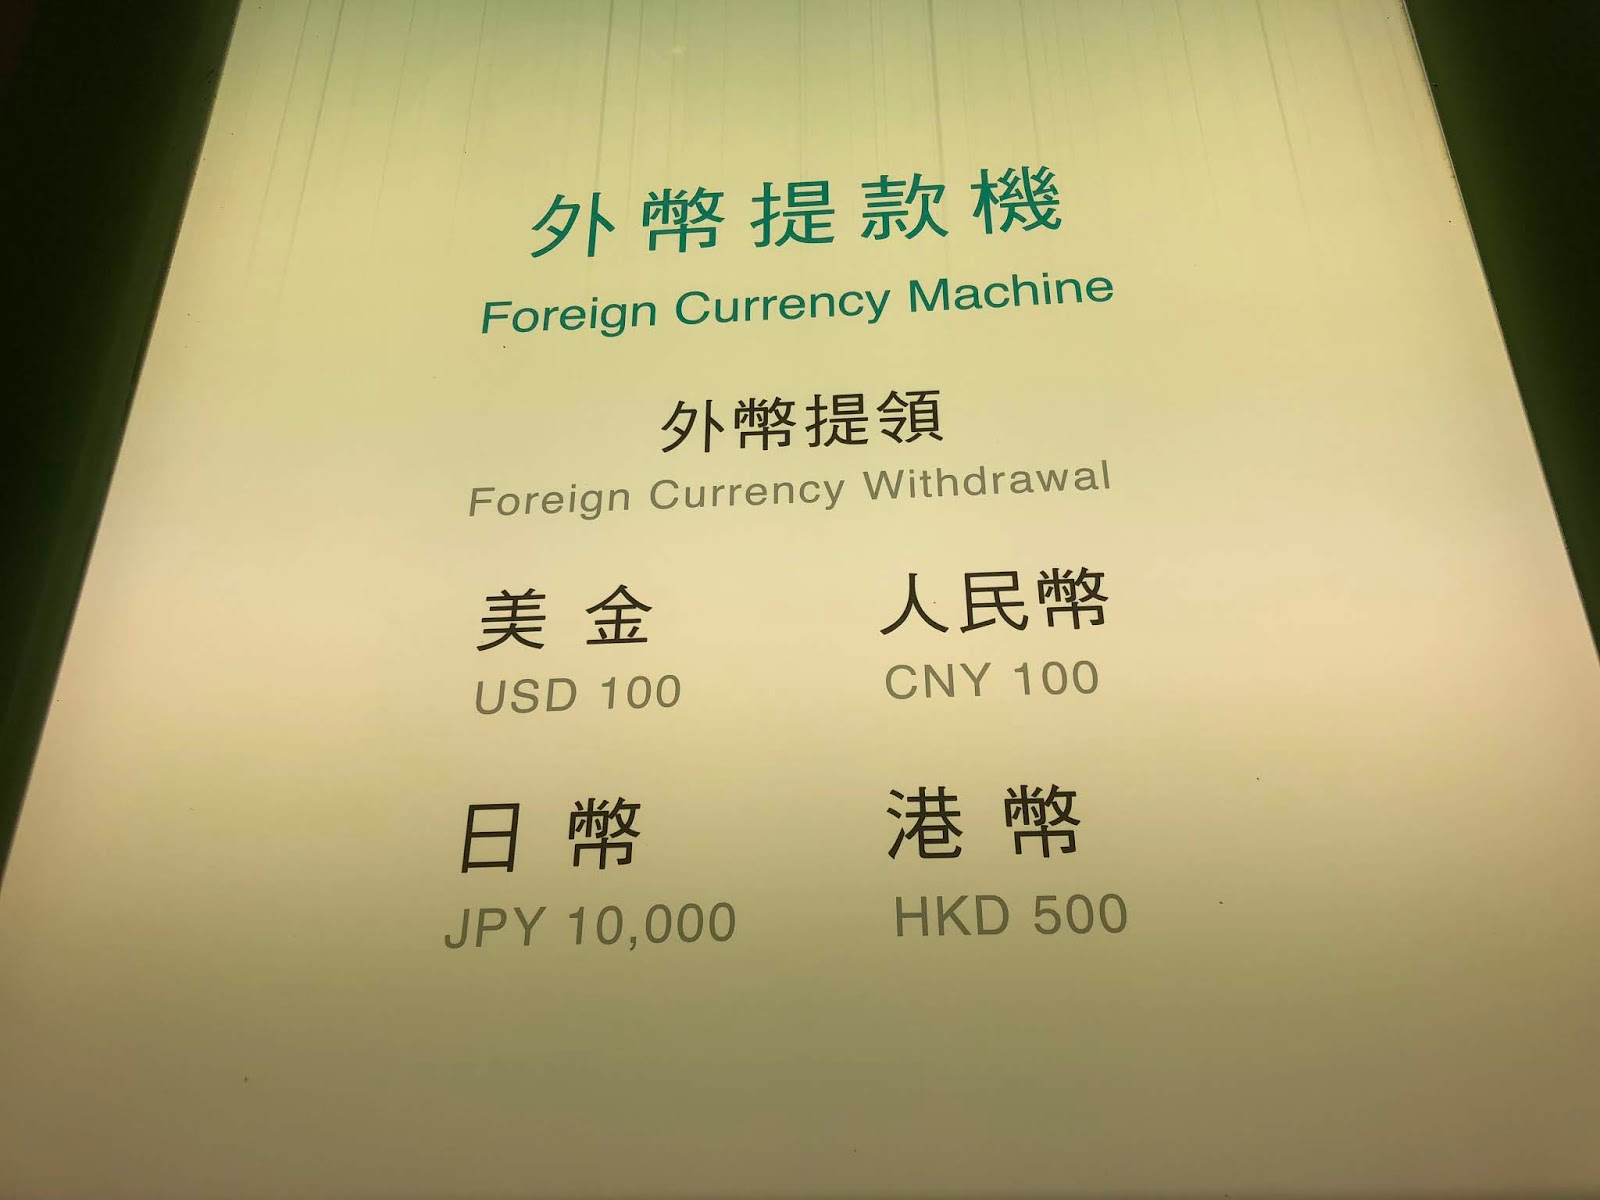 外幣提款機
Foreign Currency Machine
外幣提領
Foreign Currency Withdrawal
美金 人民幣
USD 100 CNY 100
日幣 港幣
JPY 10,000 HKD 500